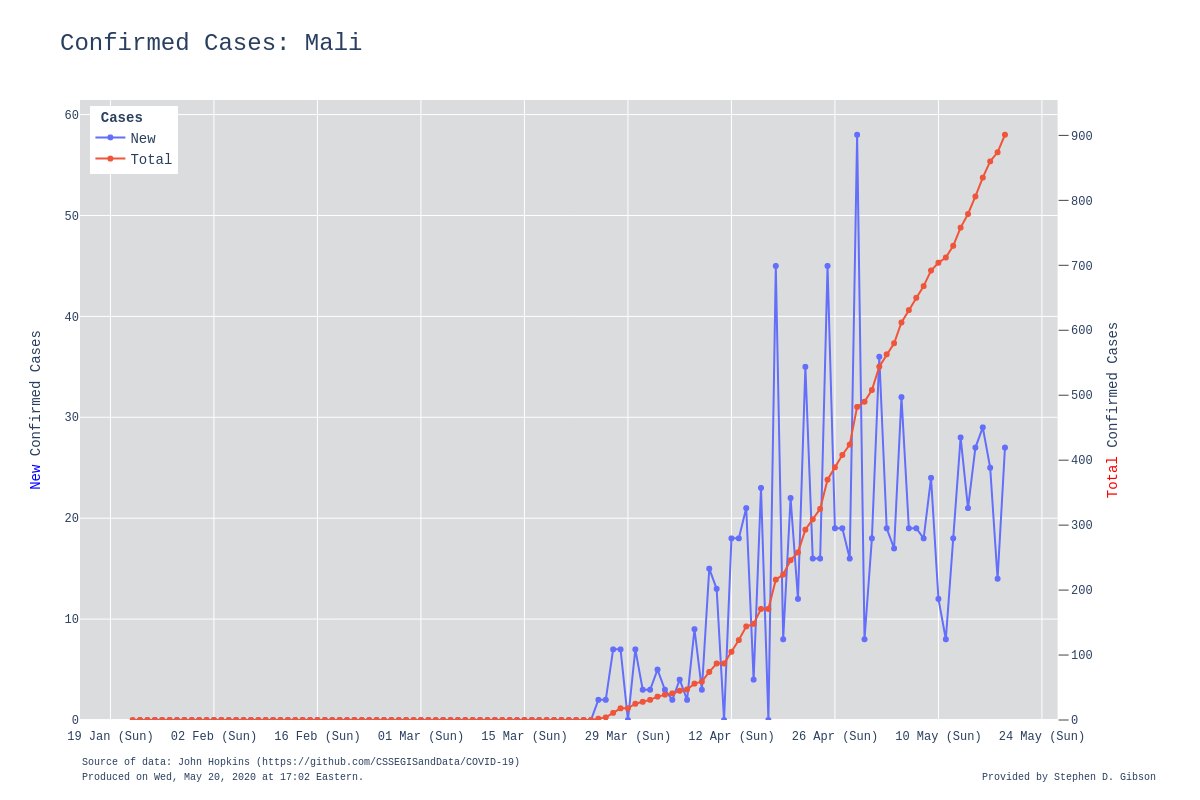 Confirmed Cases: Mali
Cases
New
Total
60
50
40
30
20
10
0
New Confirmed Cases
900
800
700
600
500
400
300
200
100
0
Total Confirmed Cases
19 Jan (Sun) 02 Feb (Sun) 16 Feb (Sun) 01 Mar (Sun) 15 Mar (Sun) 29 Mar (Sun) 12 Apr (Sun) 26 Apr (Sun) 10 May (Sun) 24 May (Sun)
Source of data: John Hopkins (https://github.com/CSSEGISandData/COVID-19)
Produced on Wed, May 20, 2020 at 17:02 Eastern.
Provided by Stephen D. Gibson